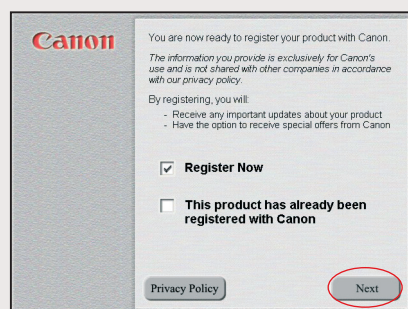 Canon
You are now ready to register your product with Canon.
The information you provide is exclusively for Canon's
use and is not shared with other companies in accordance
with our privacy policy.
By registering, you will:
- Receive any important updates about your product
- Have the option to receive special offers from Canon
Register Now
This product has already been
registered with Canon
Privacy Policy
Next